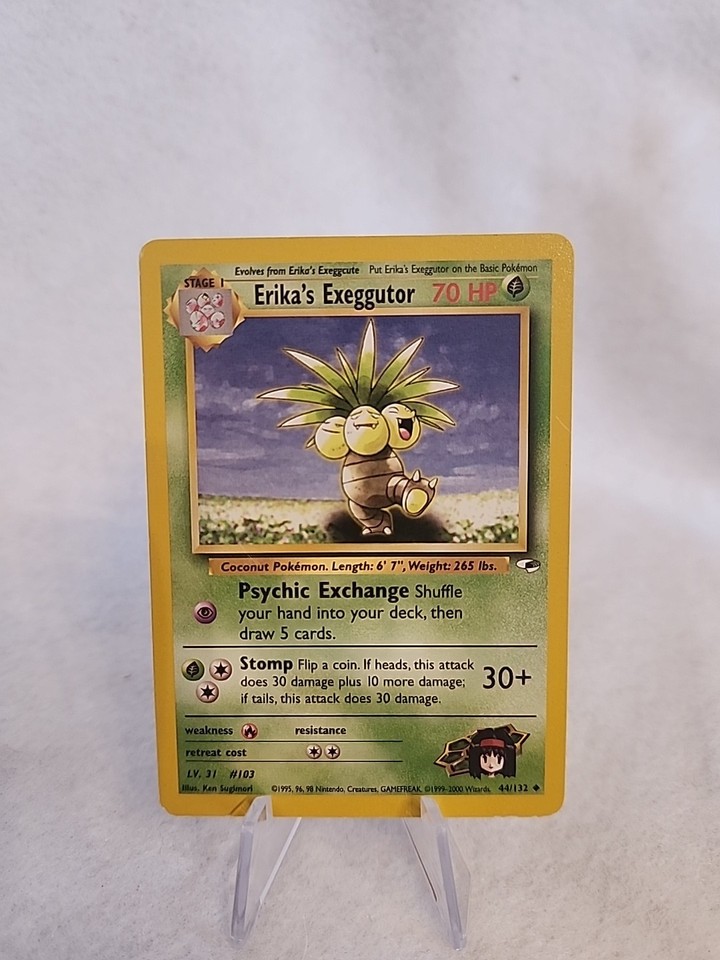 Evolves from Erika's Exeggcute Put Erika's Exeggutor on the Basic Pokémon
STAGE 1
Erika's Exeggutor 70 HP
Coconut Pokémon. Length: 6' 7", Weight: 265 lbs.
Psychic Exchange Shuffle
your hand into your deck, then
draw 5 cards.
Stomp Flip a coin. If heads, this attack
does 30 damage plus 10 more damage;
if tails, this attack does 30 damage.
30+
weakness resistance
retreat cost
LV. 31 #103
Illus. Ken Sugimori ©1995, 96, 98 Nintendo, Creatures, GAMEFREAK. ©1999-2000 Wizards. 44/132